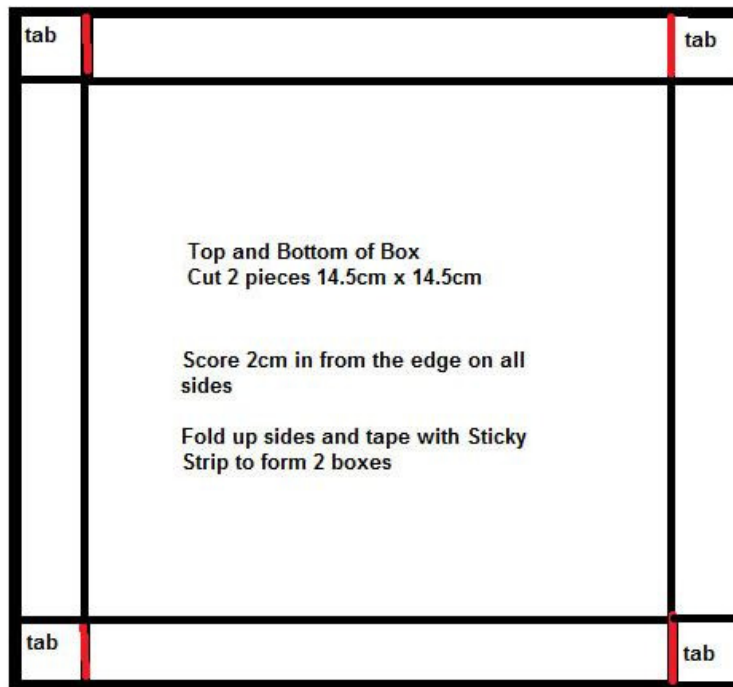 tab
tab
Top and Bottom of Box
Cut 2 pieces 14.5cm x 14.5cm
Score 2cm in from the edge on all
sides
Fold up sides and tape with Sticky
Strip to form 2 boxes
tab
tab